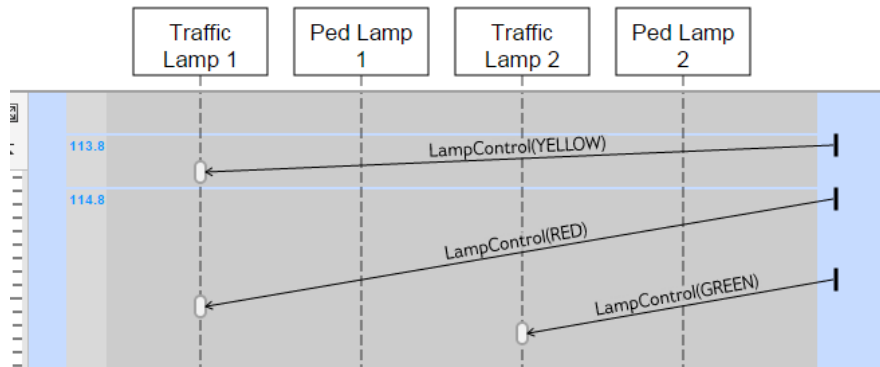 Traffic
Lamp 1
Ped Lamp
1
Traffic
Lamp 2
Ped Lamp
2
113.8
LampControl(YELLOW)
114.8
LampControl(RED)
LampControl(GREEN)